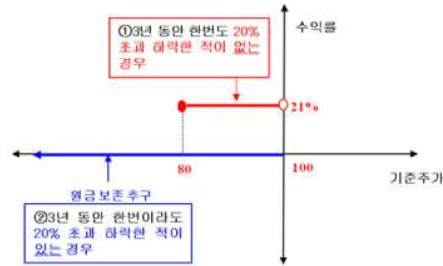 수익률
①3년 동안 한번도 20%
초과 하락한 적이 없는
경우
21%
80
100
기준주가
원금보존추구
②3년 동안 한번이라도
20% 초과 하락한 적이
있는 경우